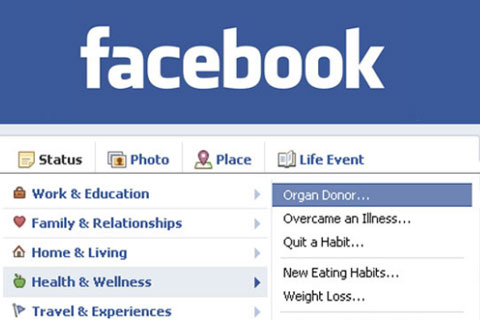 facebook
Status Photo Place Life Event
Work & Education
Family & Relationships
Home & Living
Health & Wellness
Travel & Experiences
Organ Donor...
Overcame an Illness...
Quit a Habit...
New Eating Habits...
Weight Loss...